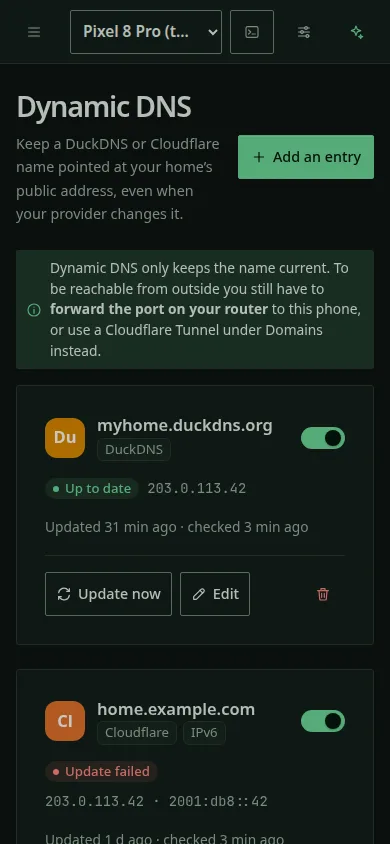 Pixel 8 Pro (t...
Dynamic DNS
Keep a DuckDNS or Cloudflare
name pointed at your home's
public address, even when
your provider changes it.
Add an entry
Dynamic DNS only keeps the name current. To
be reachable from outside you still have to
forward the port on your router to this phone,
or use a Cloudflare Tunnel under Domains
instead.
Du
myhome.duckdns.org
DuckDNS
Up to date 203.0.113.42
Updated 31 min ago · checked 3 min ago
Update now
Edit
Cl
home.example.com
Cloudflare IPv6
Update failed
203.0.113.42 · 2001:db8::42
Updated 1 d ago · checked 3 min ago